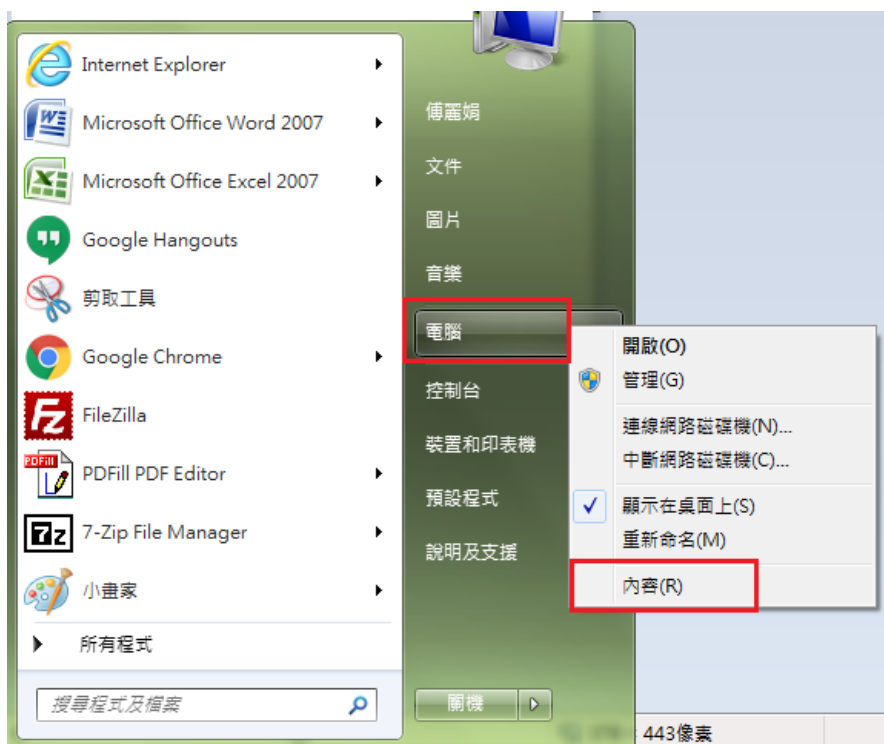 Internet Explorer
Microsoft Office Word 2007
Microsoft Office Excel 2007
Google Hangouts
剪取工具
Google Chrome
FileZilla
PDFill PDF Editor
7-Zip File Manager
小畫家
所有程式
搜尋程式及檔案
傅麗娟
文件
圖片
音樂
電腦
控制台
裝置和印表機
預設程式
說明及支援
關機
開啟(O)
管理(G)
連線網路磁碟機(N)...
中斷網路磁碟機(C)...
顯示在桌面上(S)
重新命名(M)
內容(R)
443像素